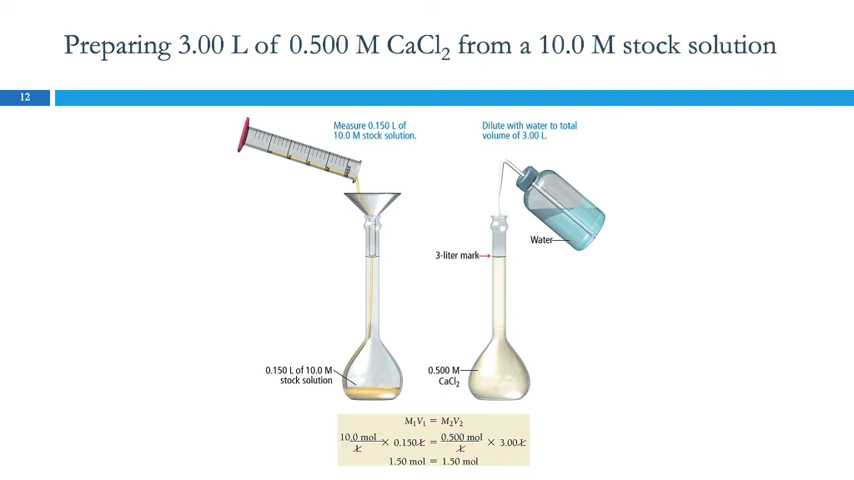 Preparing 3.00 L of 0.500 M CaCl₂ from a 10.0 M stock solution
12
Measure 0.150 L of
10.0 M stock solution.
Dilute with water to total
volume of 3.00 L.
Water
3-liter mark
0.150 L of 10.0 M
stock solution
0.500 M
CaCl₂
M₁V₁ = M₂V₂
10.0 mol / L × 0.150 L = 0.500 mol / L × 3.00 L
1.50 mol = 1.50 mol